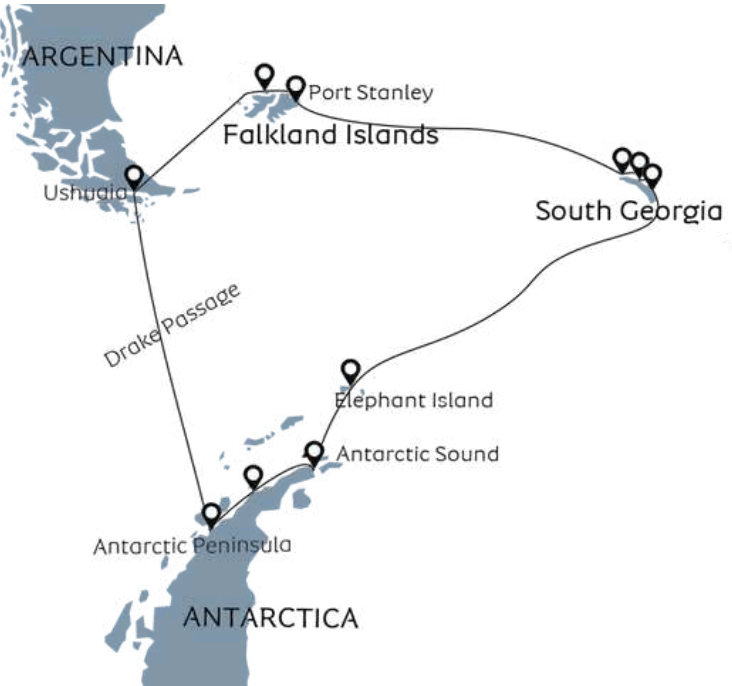 ARGENTINA
Port Stanley
Falkland Islands
Ushuaia
South Georgia
Drake Passage
Elephant Island
Antarctic Sound
Antarctic Peninsula
ANTARCTICA